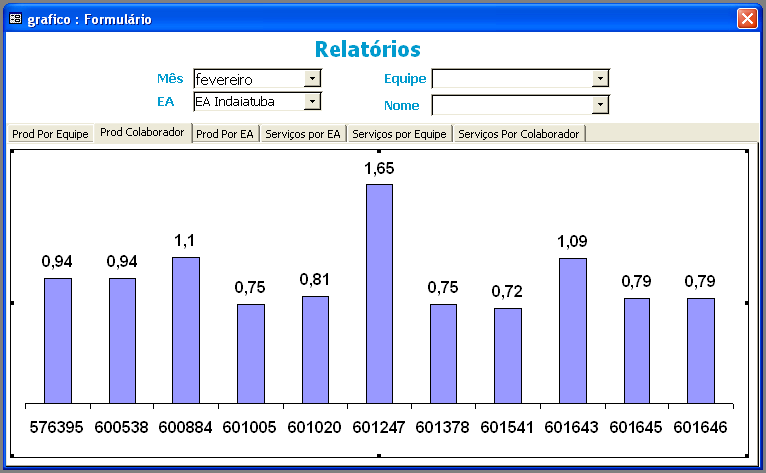 grafico : Formulário
Relatórios
Mês fevereiro Equipe
EA EA Indaiatuba Nome
Prod Por Equipe Prod Colaborador Prod Por EA Serviços por EA Serviços por Equipe Serviços Por Colaborador
0,94 0,94 1,1 0,75 0,81 1,65 0,75 0,72 1,09 0,79 0,79
576395 600538 600884 601005 601020 601247 601378 601541 601643 601645 601646